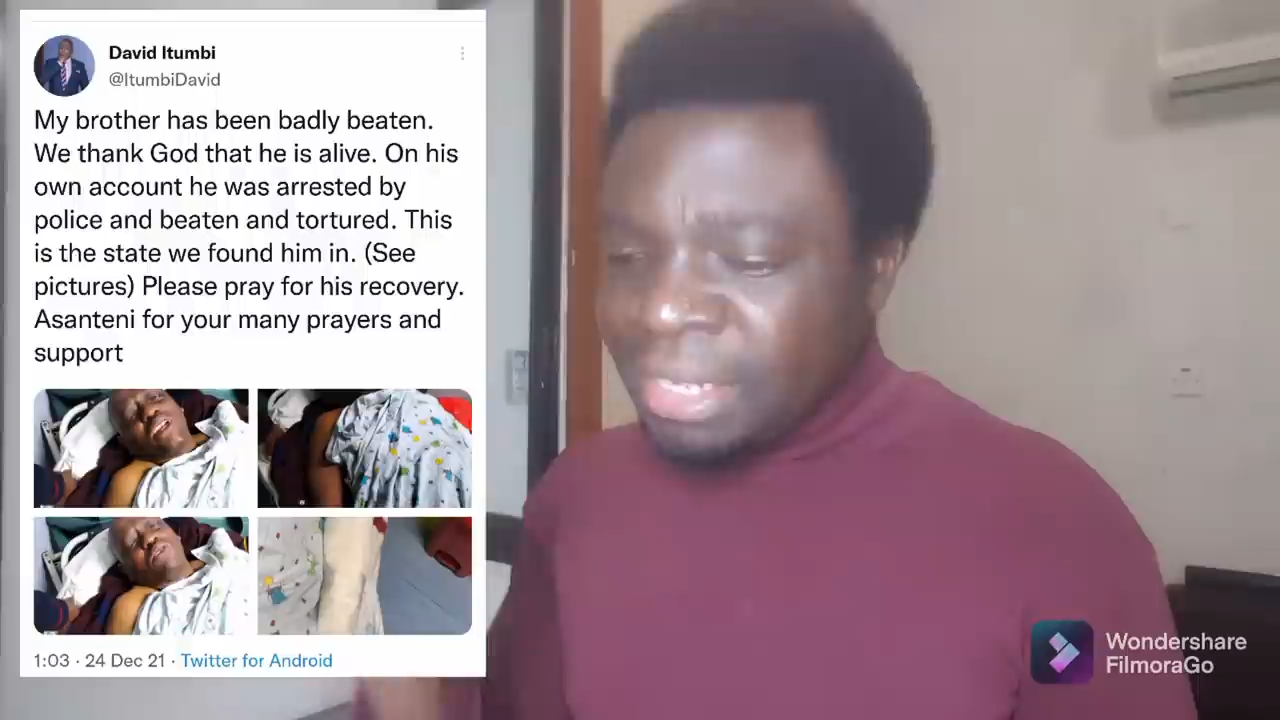 David Itumbi
@ItumbiDavid
My brother has been badly beaten.
We thank God that he is alive. On his
own account he was arrested by
police and beaten and tortured. This
is the state we found him in. (See
pictures) Please pray for his recovery.
Asanteni for your many prayers and
support
1:03 · 24 Dec 21 · Twitter for Android
Wondershare
FilmoraGo